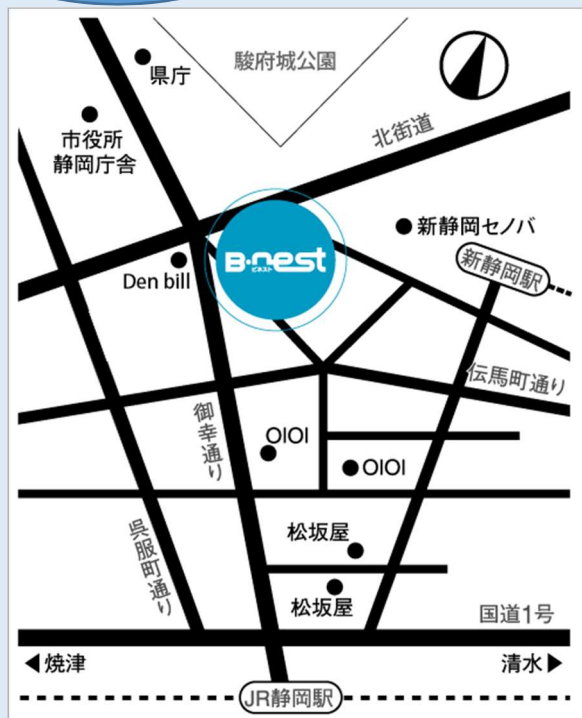 駿府城公園
県庁
北街道
市役所
静岡庁舎
新静岡セノバ
B・nest
ビネスト
新静岡駅
Den bill
伝馬町通り
御幸通り
OIOI
OIOI
呉服町通り
松坂屋
松坂屋
国道1号
◀焼津
清水▶
JR静岡駅